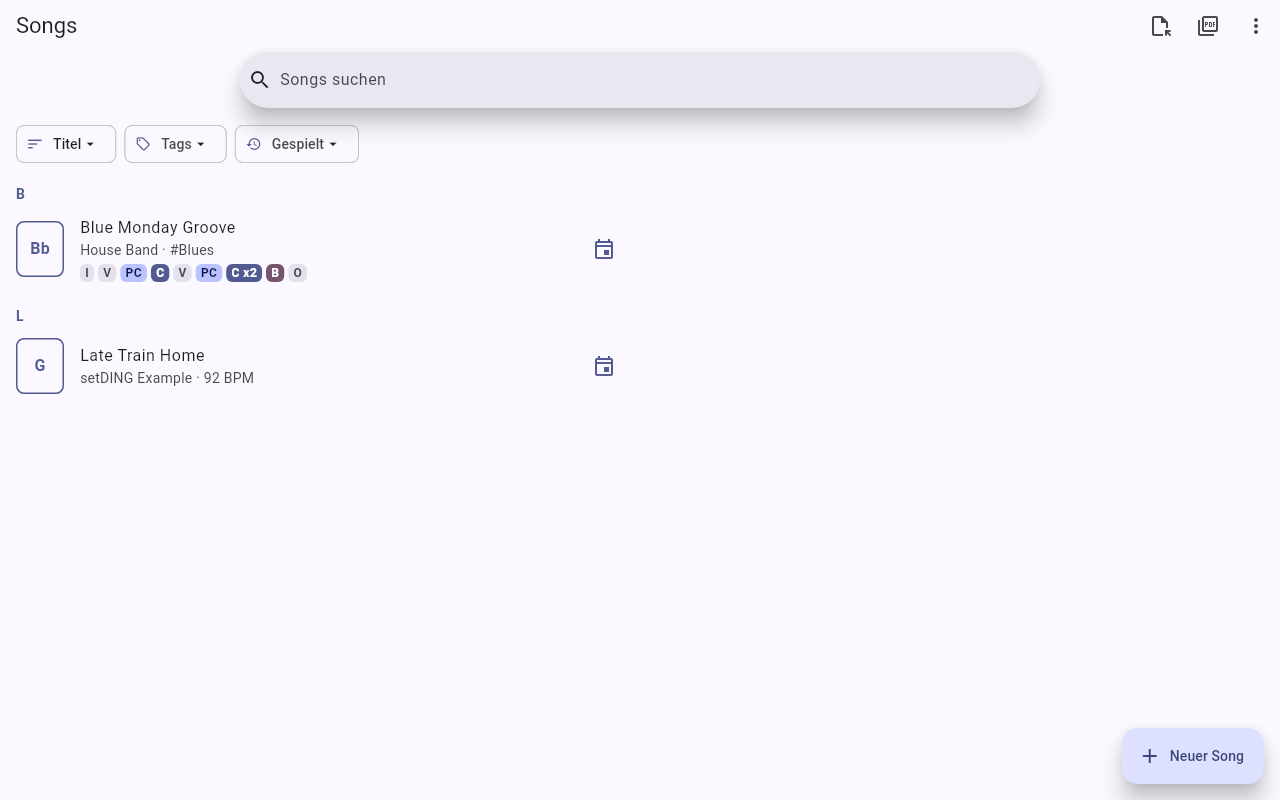 Songs
PDF
Songs suchen
Titel
Tags
Gespielt
B
Bb
Blue Monday Groove
House Band · #Blues
I V PC C V PC C x2 B O
L
G
Late Train Home
setDING Example · 92 BPM
Neuer Song